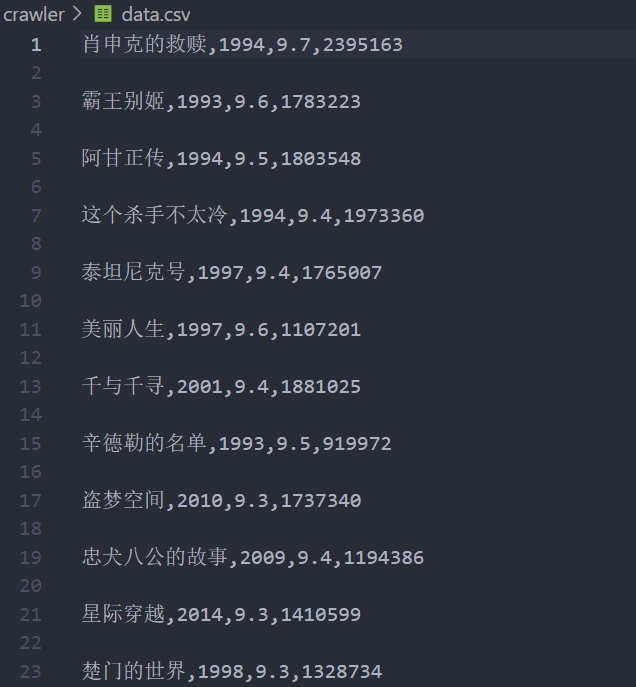 crawler > data.csv
1 肖申克的救赎,1994,9.7,2395163
2
3 霸王别姬,1993,9.6,1783223
4
5 阿甘正传,1994,9.5,1803548
6
7 这个杀手不太冷,1994,9.4,1973360
8
9 泰坦尼克号,1997,9.4,1765007
10
11 美丽人生,1997,9.6,1107201
12
13 千与千寻,2001,9.4,1881025
14
15 辛德勒的名单,1993,9.5,919972
16
17 盗梦空间,2010,9.3,1737340
18
19 忠犬八公的故事,2009,9.4,1194386
20
21 星际穿越,2014,9.3,1410599
22
23 楚门的世界,1998,9.3,1328734